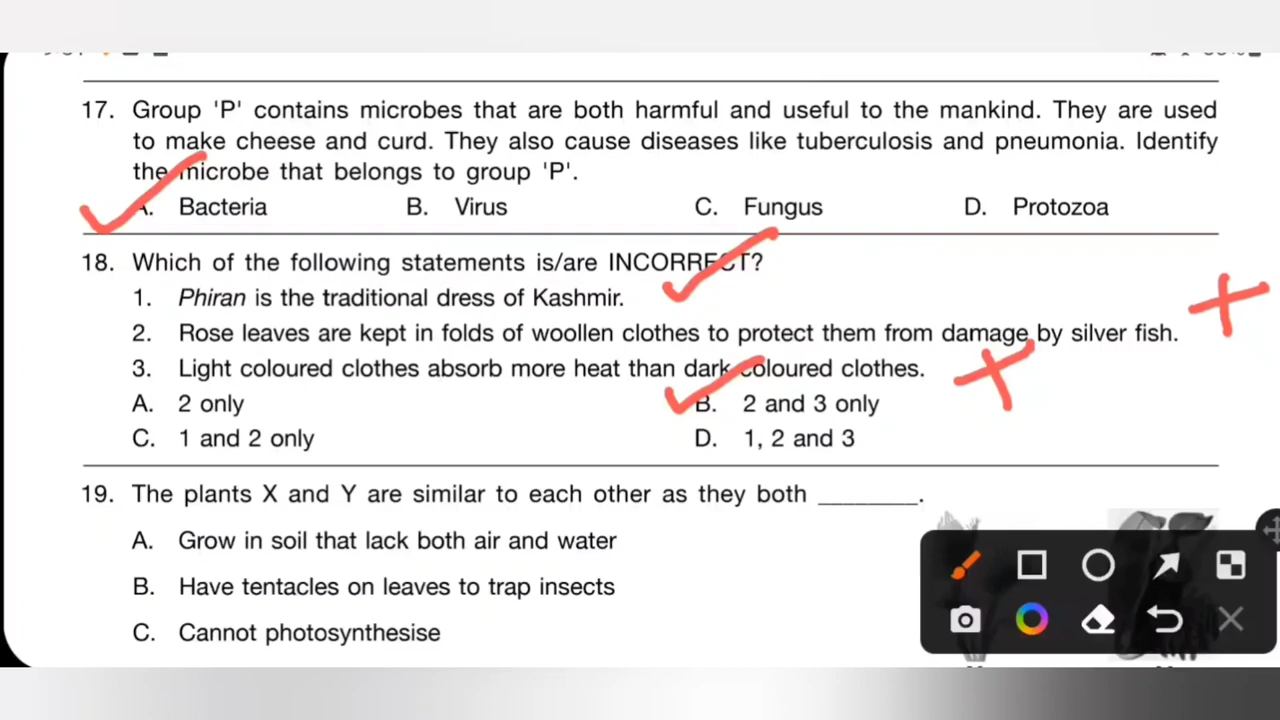 17. Group 'P' contains microbes that are both harmful and useful to the mankind. They are used
to make cheese and curd. They also cause diseases like tuberculosis and pneumonia. Identify
the microbe that belongs to group 'P'.
A. Bacteria B. Virus C. Fungus D. Protozoa
18. Which of the following statements is/are INCORRECT?
1. Phiran is the traditional dress of Kashmir.
2. Rose leaves are kept in folds of woollen clothes to protect them from damage by silver fish.
3. Light coloured clothes absorb more heat than dark coloured clothes.
A. 2 only B. 2 and 3 only
C. 1 and 2 only D. 1, 2 and 3
19. The plants X and Y are similar to each other as they both ________.
A. Grow in soil that lack both air and water
B. Have tentacles on leaves to trap insects
C. Cannot photosynthesise